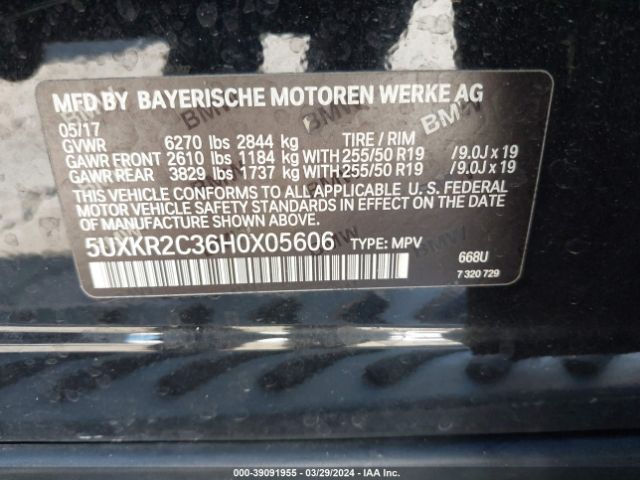 MFD BY BAYERISCHE MOTOREN WERKE AG
05/17
GVWR 6270 lbs 2844 kg TIRE / RIM
GAWR FRONT 2610 lbs 1184 kg WITH 255/50 R19 /9.0J x 19
GAWR REAR 3829 lbs 1737 kg WITH 255/50 R19 /9.0J x 19
THIS VEHICLE CONFORMS TO ALL APPLICABLE U. S. FEDERAL
MOTOR VEHICLE SAFETY STANDARDS IN EFFECT ON THE DATE
OF MANUFACTURE SHOWN ABOVE.
5UXKR2C36H0X05606 TYPE: MPV
668U
7 320 729
000-39091955 — 03/29/2024 — IAA Inc.